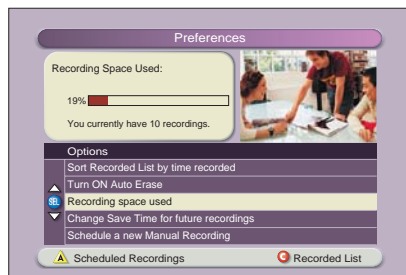 Preferences
Recording Space Used:
19%
You currently have 10 recordings.
Options
Sort Recorded List by time recorded
Turn ON Auto Erase
SEL
Recording space used
Change Save Time for future recordings
Schedule a new Manual Recording
A Scheduled Recordings
C Recorded List